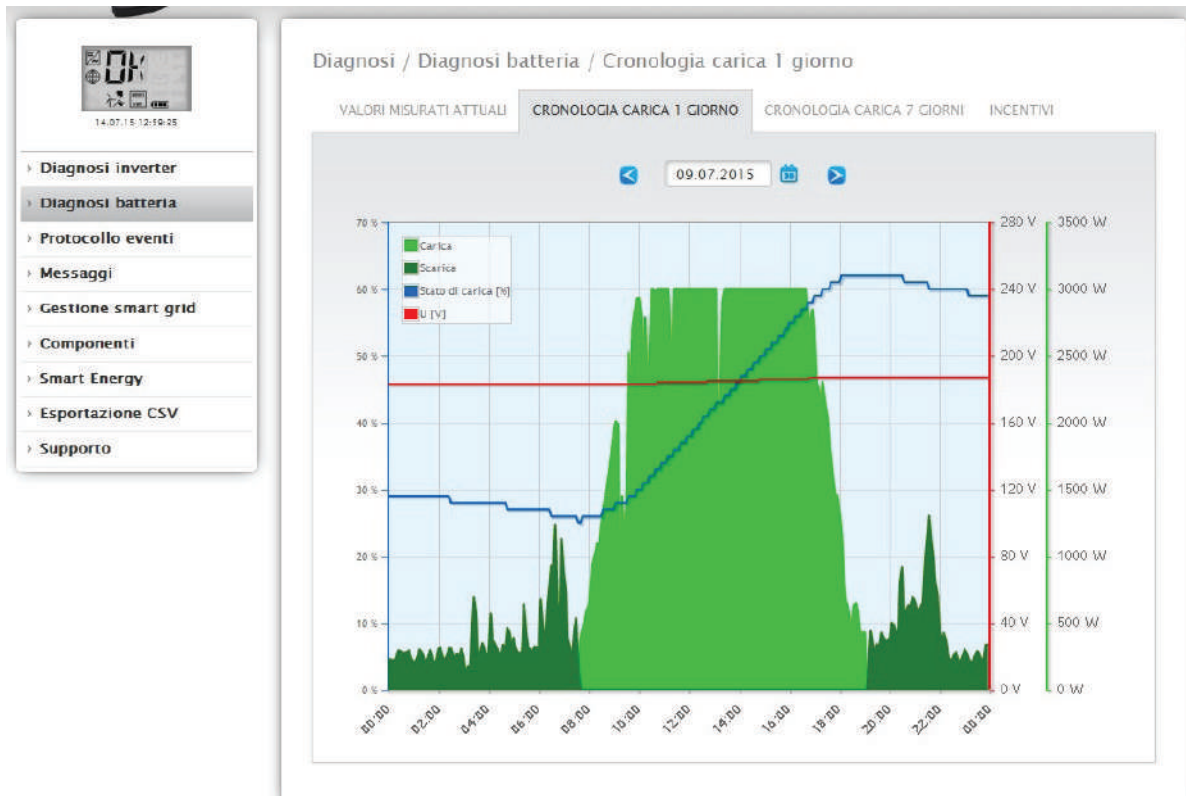 OK
14.07.15 12:59:25
› Diagnosi inverter
› Diagnosi batteria
› Protocollo eventi
› Messaggi
› Gestione smart grid
› Componenti
› Smart Energy
› Esportazione CSV
› Supporto
Diagnosi / Diagnosi batteria / Cronologia carica 1 giorno
VALORI MISURATI ATTUALI CRONOLOGIA CARICA 1 GIORNO CRONOLOGIA CARICA 7 GIORNI INCENTIVI
09.07.2015
Carica
Scarica
Stato di carica [%]
U [V]
70 % 280 V 3500 W
60 % 240 V 3000 W
50 % 200 V 2500 W
40 % 160 V 2000 W
30 % 120 V 1500 W
20 % 80 V 1000 W
10 % 40 V 500 W
0 % 0 V 0 W
00:00 02:00 04:00 06:00 08:00 10:00 12:00 14:00 16:00 18:00 20:00 22:00 00:00